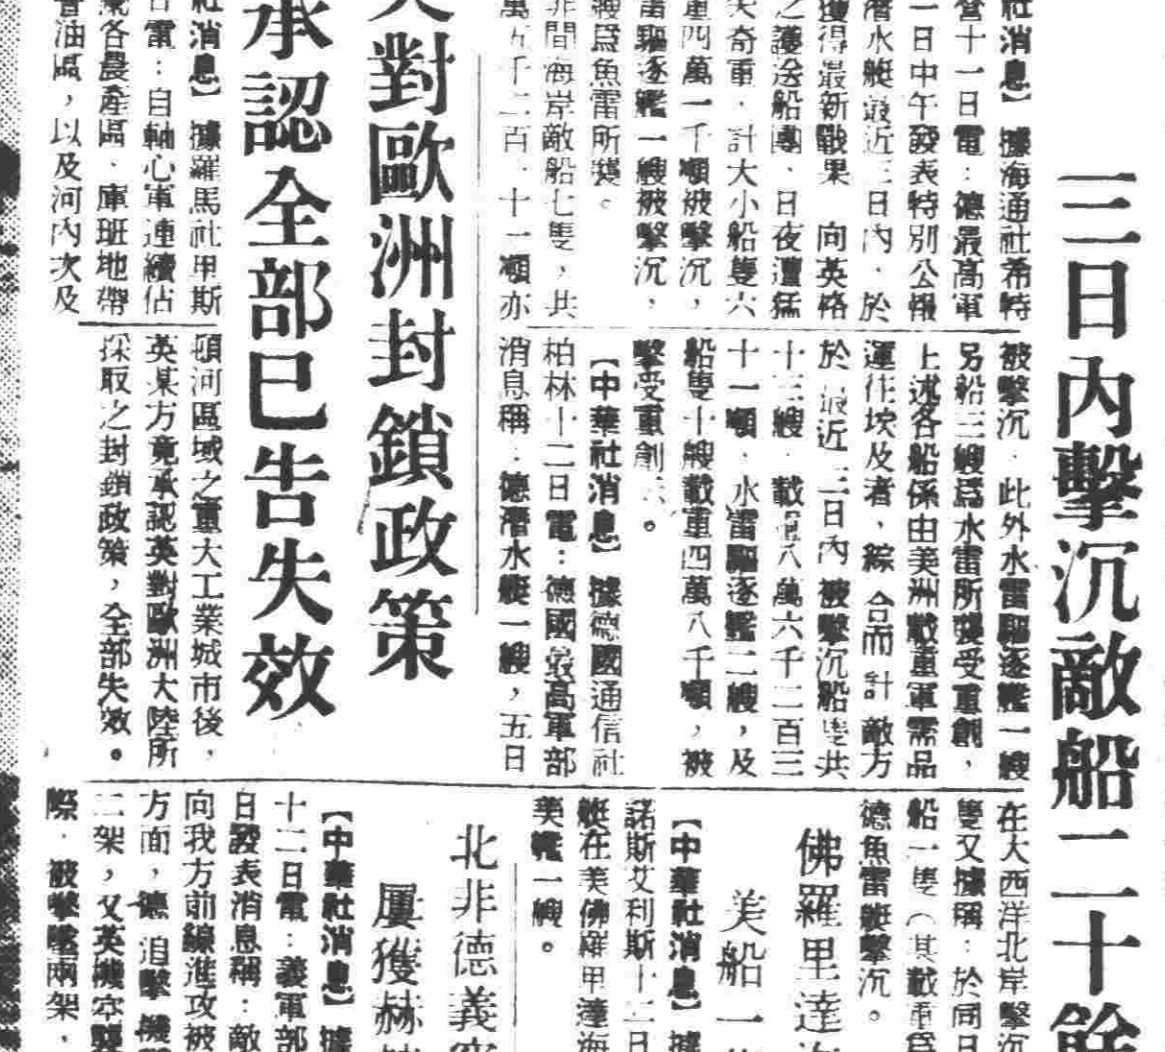 三日內擊沉敵船二十餘
社消息】據海通社希特
營十一日電：德最高軍
一日中午發表特別公報
潛水艇最近三日內，於
獲得最新戰果　向英格
之護送船團，日夜遭猛
失奇重，計大小船隻六
重四萬一千噸被擊沉，
雷驅逐艦一艘被擊沉，
艘爲魚雷所襲。
非間海岸敵船七隻，共
萬五千二百，十一噸亦
被擊沉，此外水雷驅逐艦一艘
另船三艘爲水雷所襲受重創，
上述各船係由美洲載重軍需品
運往埃及者，綜合而計敵方
於最近三日內被擊沉船隻共
十三艘，載　八萬六千二百三
十一噸，水雷驅逐艦二艘，及
船隻十艘載重四萬八千噸，被
擊受重創云。
【中華社消息】據德國通信社
柏林十二日電：德國最高軍部
消息稱，德潛水艇一艘，五日
在大西洋北岸擊沉
隻又據稱：於同日
船一隻（其載重爲
德魚雷艇擊沉。
佛羅里達海
美船一
【中華社消息】據
諾斯艾利斯十二日
艇在美佛羅里達海
美艦一艘。
對歐洲封鎖政策
承認全部已告失效
社消息】據羅馬社里斯
電：自軸心軍連續佔
各農產區，庫班地帶
油區，以及河內次及
頓河區域之重大工業城市後，
英某方竟承認英對歐洲大陸所
採取之封鎖政策，全部失效。
北非德義
屢獲赫
【中華社消息】據
十二日電：義軍部
日發表消息稱：敵
向我方前線進攻被
方面，德追擊機
二架，又英機空襲
際，被擊墜兩架，